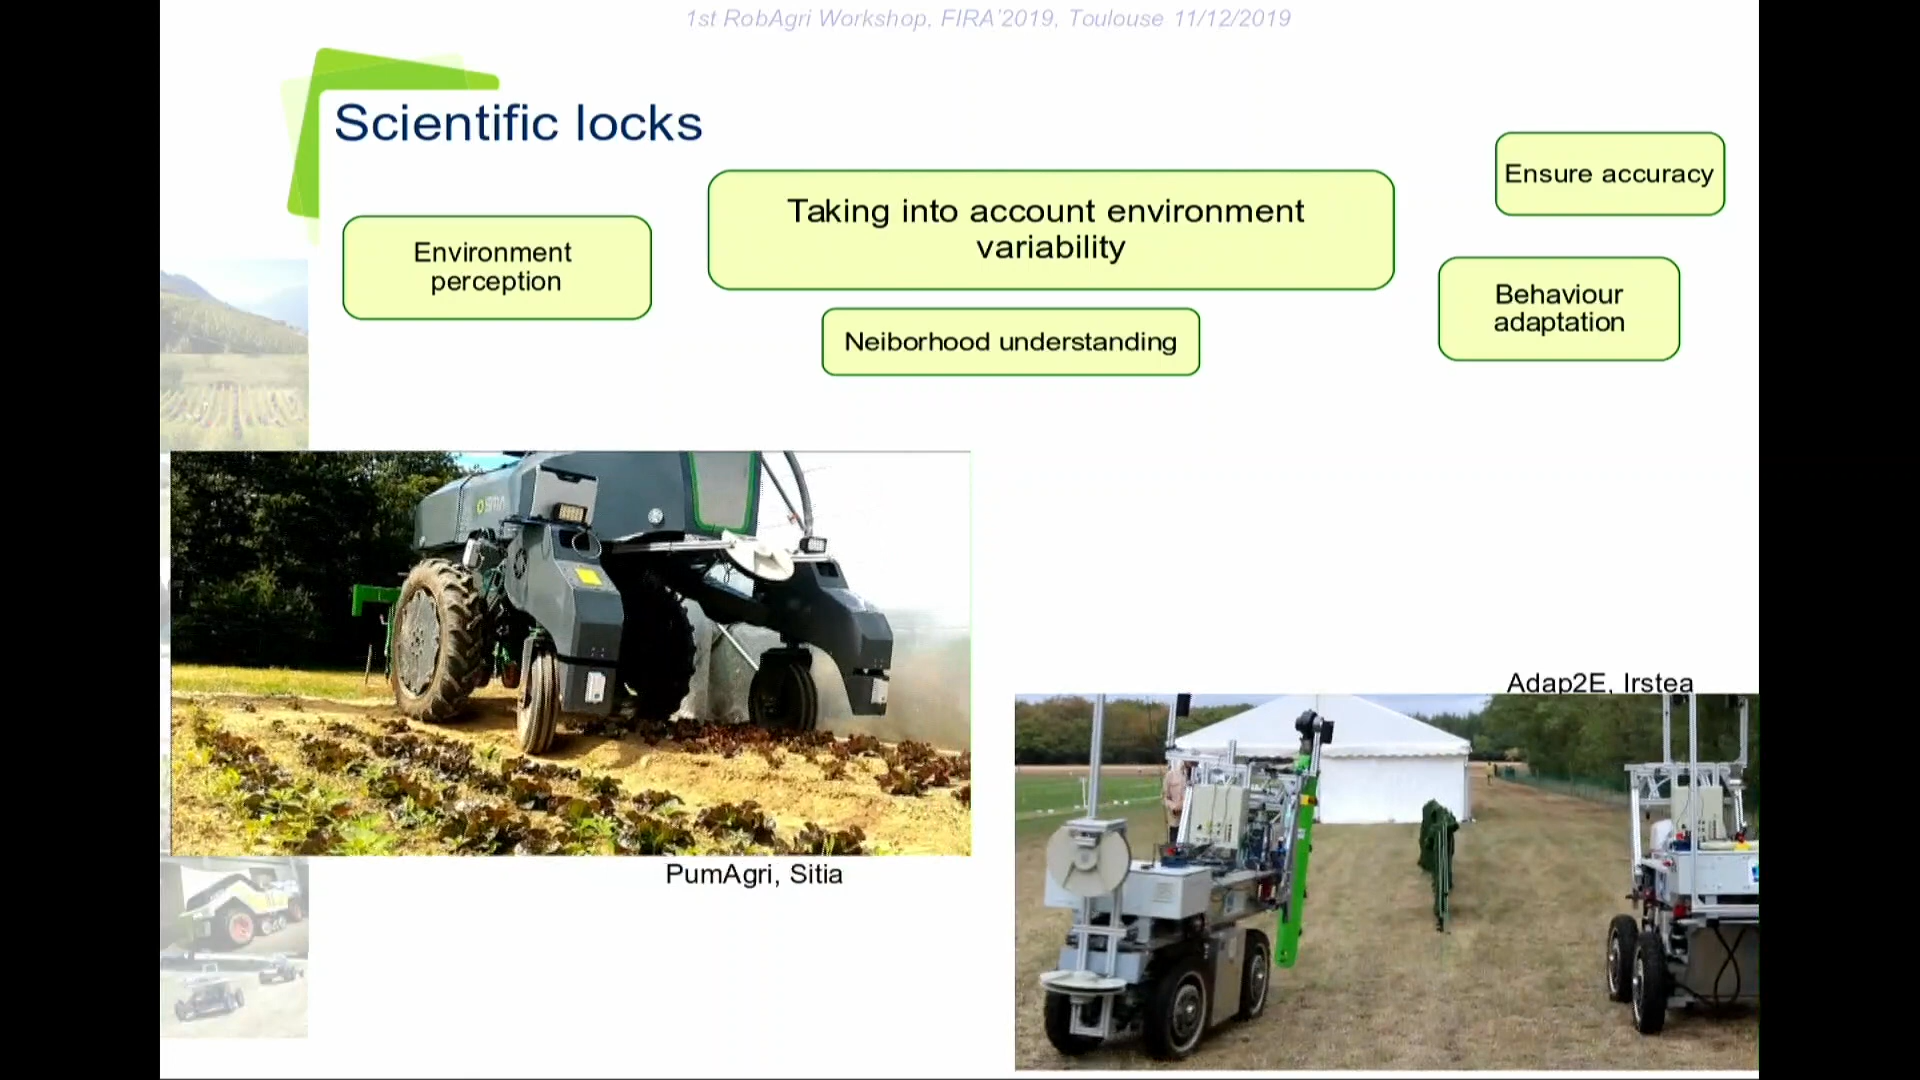 1st RobAgri Workshop, FIRA'2019, Toulouse 11/12/2019
Scientific locks
Ensure accuracy
Taking into account environment
variability
Environment
perception
Behaviour
adaptation
Neiborhood understanding
Adap2E, Irstea
PumAgri, Sitia